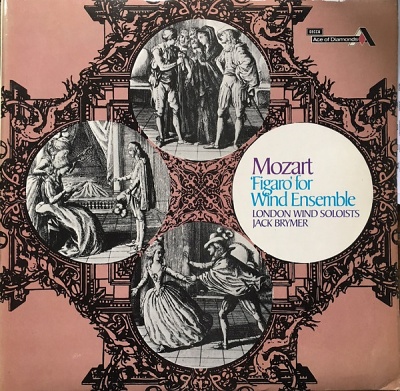 DECCA
Ace of Diamonds
Mozart
'Figaro' for
Wind Ensemble
LONDON WIND SOLOISTS
JACK BRYMER